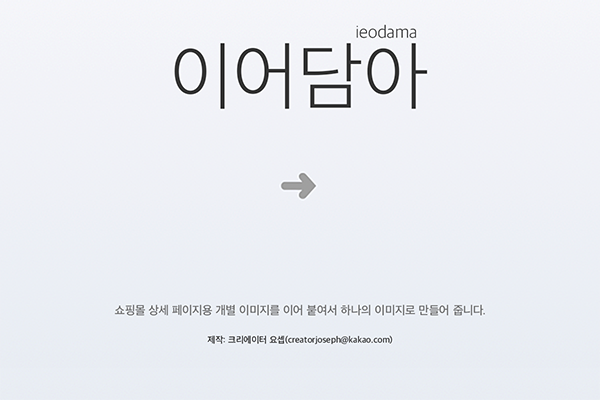 ieodama
이어담아
쇼핑몰 상세 페이지용 개별 이미지를 이어 붙여서 하나의 이미지로 만들어 줍니다.
제작: 크리에이터 요셉(creatorjoseph@kakao.com)